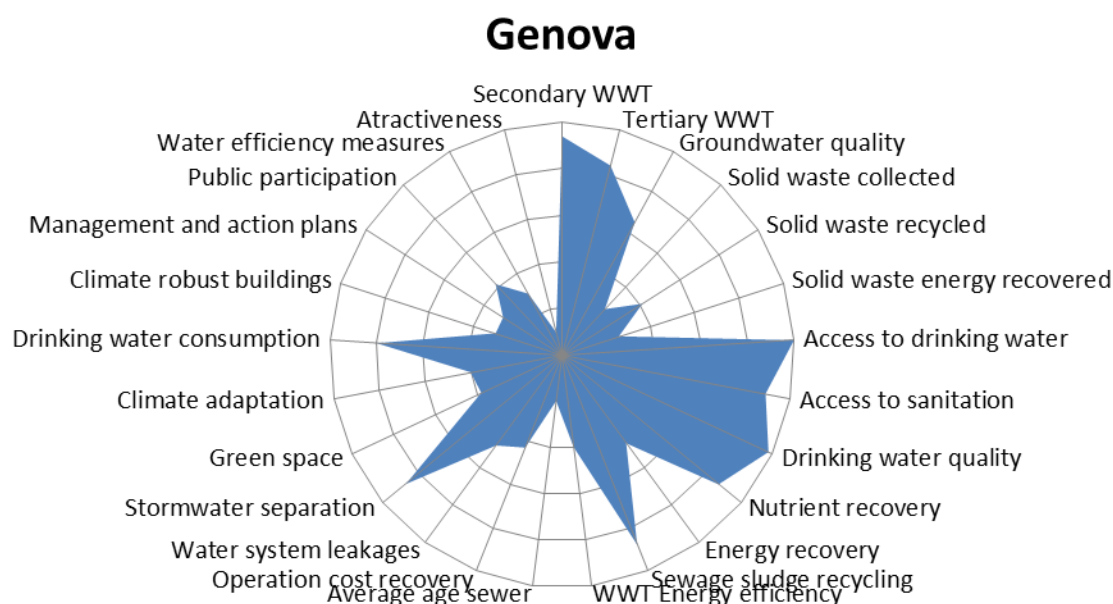 Genova
Secondary WWT
Tertiary WWT
Groundwater quality
Solid waste collected
Solid waste recycled
Solid waste energy recovered
Access to drinking water
Access to sanitation
Drinking water quality
Nutrient recovery
Energy recovery
Sewage sludge recycling
WWT Energy efficiency
Average age sewer
Operation cost recovery
Water system leakages
Stormwater separation
Green space
Climate adaptation
Drinking water consumption
Climate robust buildings
Management and action plans
Public participation
Water efficiency measures
Atractiveness